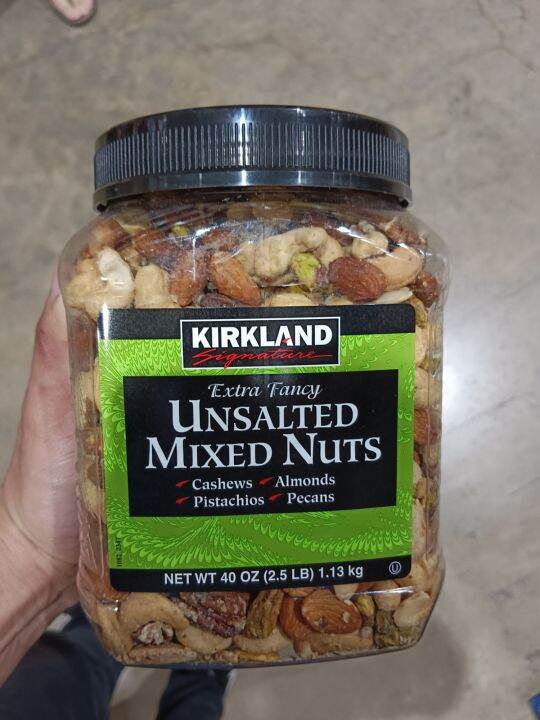 KIRKLAND
Signature
Extra Fancy
UNSALTED
MIXED NUTS
Cashews Almonds
Pistachios Pecans
NET WT 40 OZ (2.5 LB) 1.13 kg U